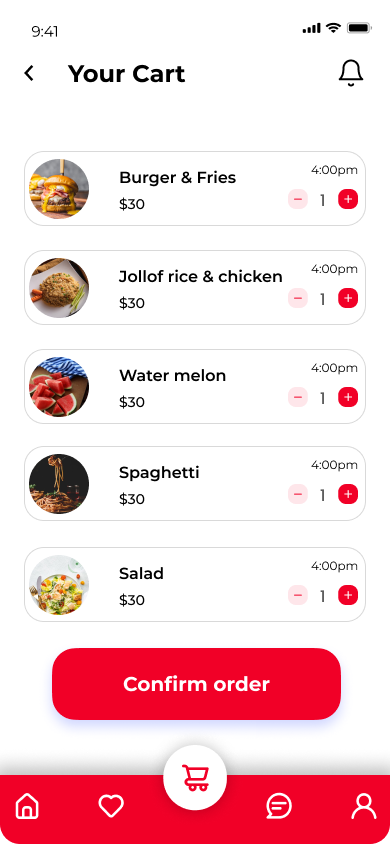 9:41
Your Cart
Burger & Fries
4:00pm
$30
− 1 +
Jollof rice & chicken
4:00pm
$30
− 1 +
Water melon
4:00pm
$30
− 1 +
Spaghetti
4:00pm
$30
− 1 +
Salad
4:00pm
$30
− 1 +
Confirm order